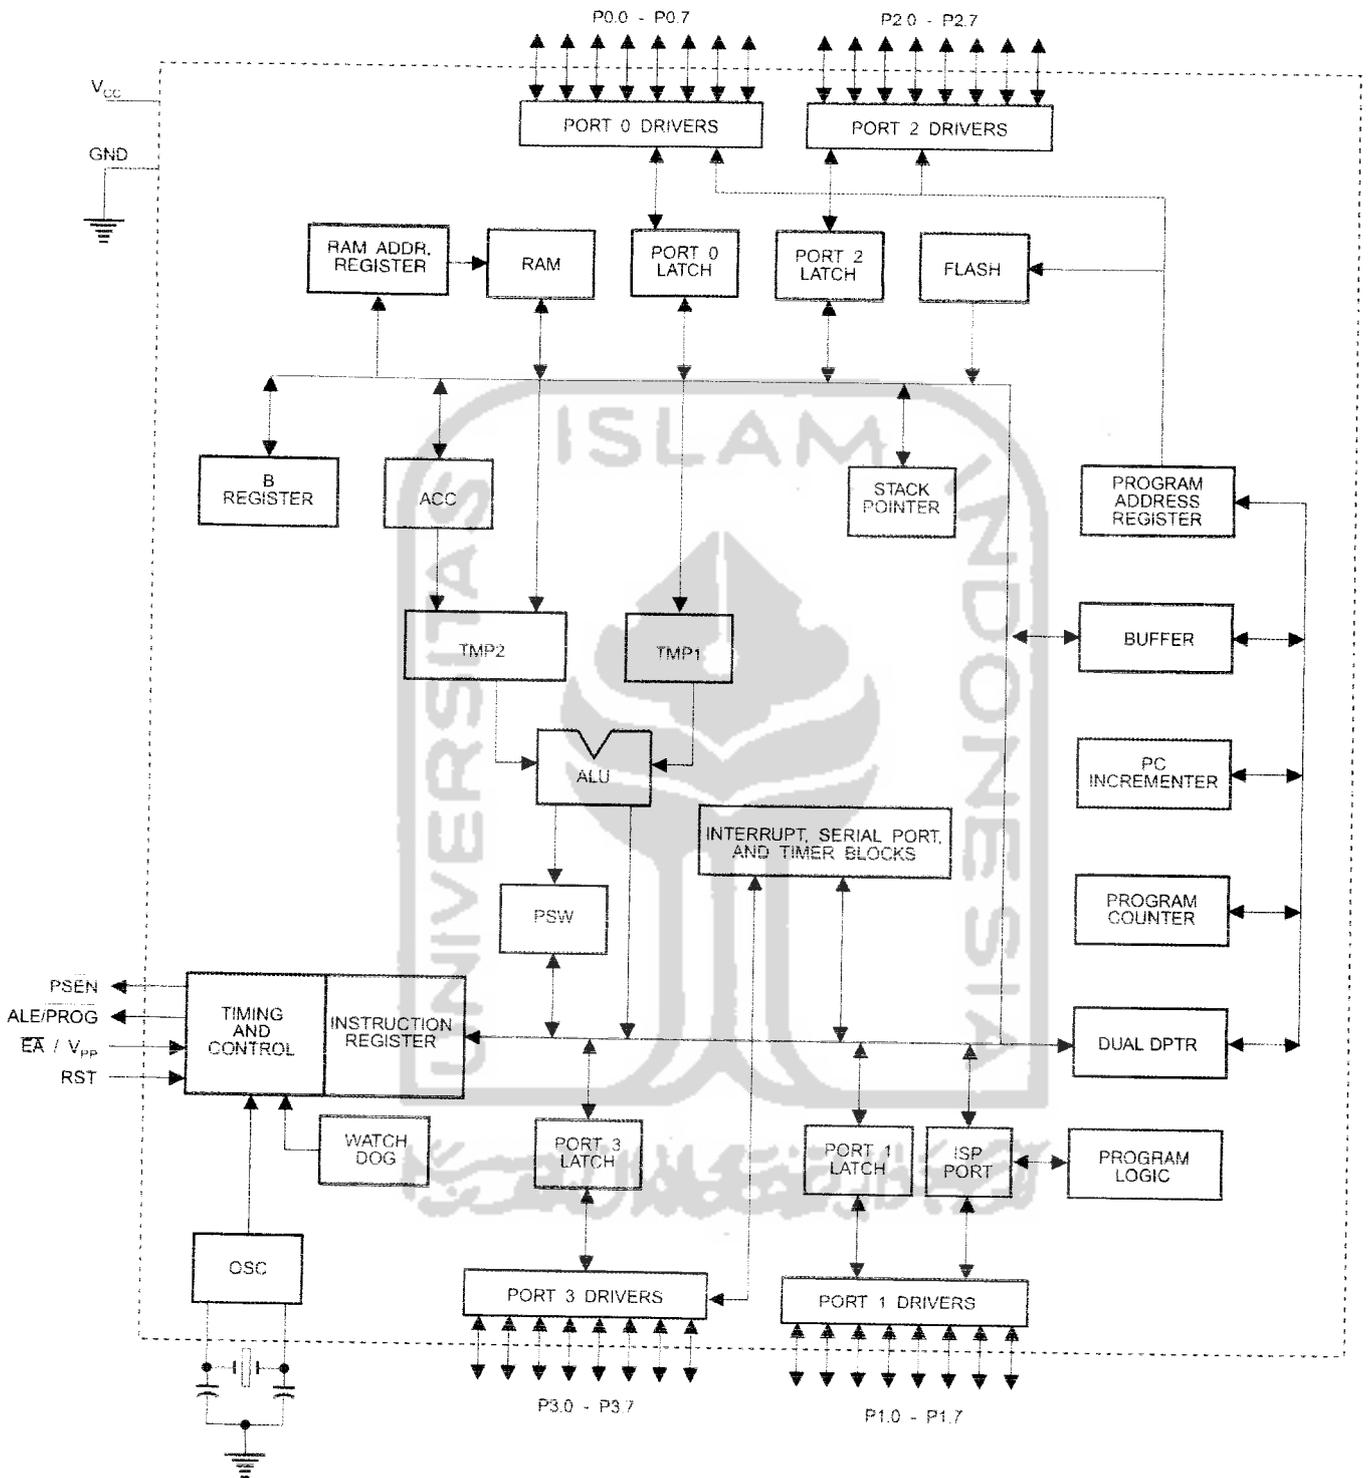 P0.0 - P0.7
P2.0 - P2.7
VCC
GND
PORT 0 DRIVERS
PORT 2 DRIVERS
RAM ADDR.
REGISTER
RAM
PORT 0
LATCH
PORT 2
LATCH
FLASH
B
REGISTER
ACC
STACK
POINTER
PROGRAM
ADDRESS
REGISTER
TMP2
TMP1
BUFFER
ALU
PC
INCREMENTER
INTERRUPT, SERIAL PORT,
AND TIMER BLOCKS
PSW
PROGRAM
COUNTER
PSEN
ALE/PROG
EA / VPP
RST
TIMING
AND
CONTROL
INSTRUCTION
REGISTER
DUAL DPTR
WATCH
DOG
PORT 3
LATCH
PORT 1
LATCH
ISP
PORT
PROGRAM
LOGIC
OSC
PORT 3 DRIVERS
PORT 1 DRIVERS
P3.0 - P3.7
P1.0 - P1.7
UNIVERSITAS
ISLAM
INDONESIA